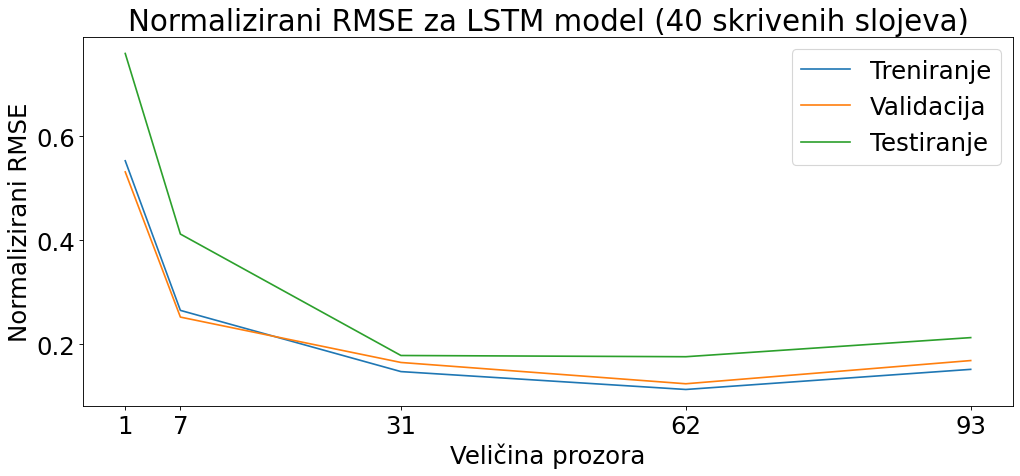 Normalizirani RMSE za LSTM model (40 skrivenih slojeva)
Treniranje
Validacija
Testiranje
Normalizirani RMSE
0.6
0.4
0.2
1 7 31 62 93
Veličina prozora